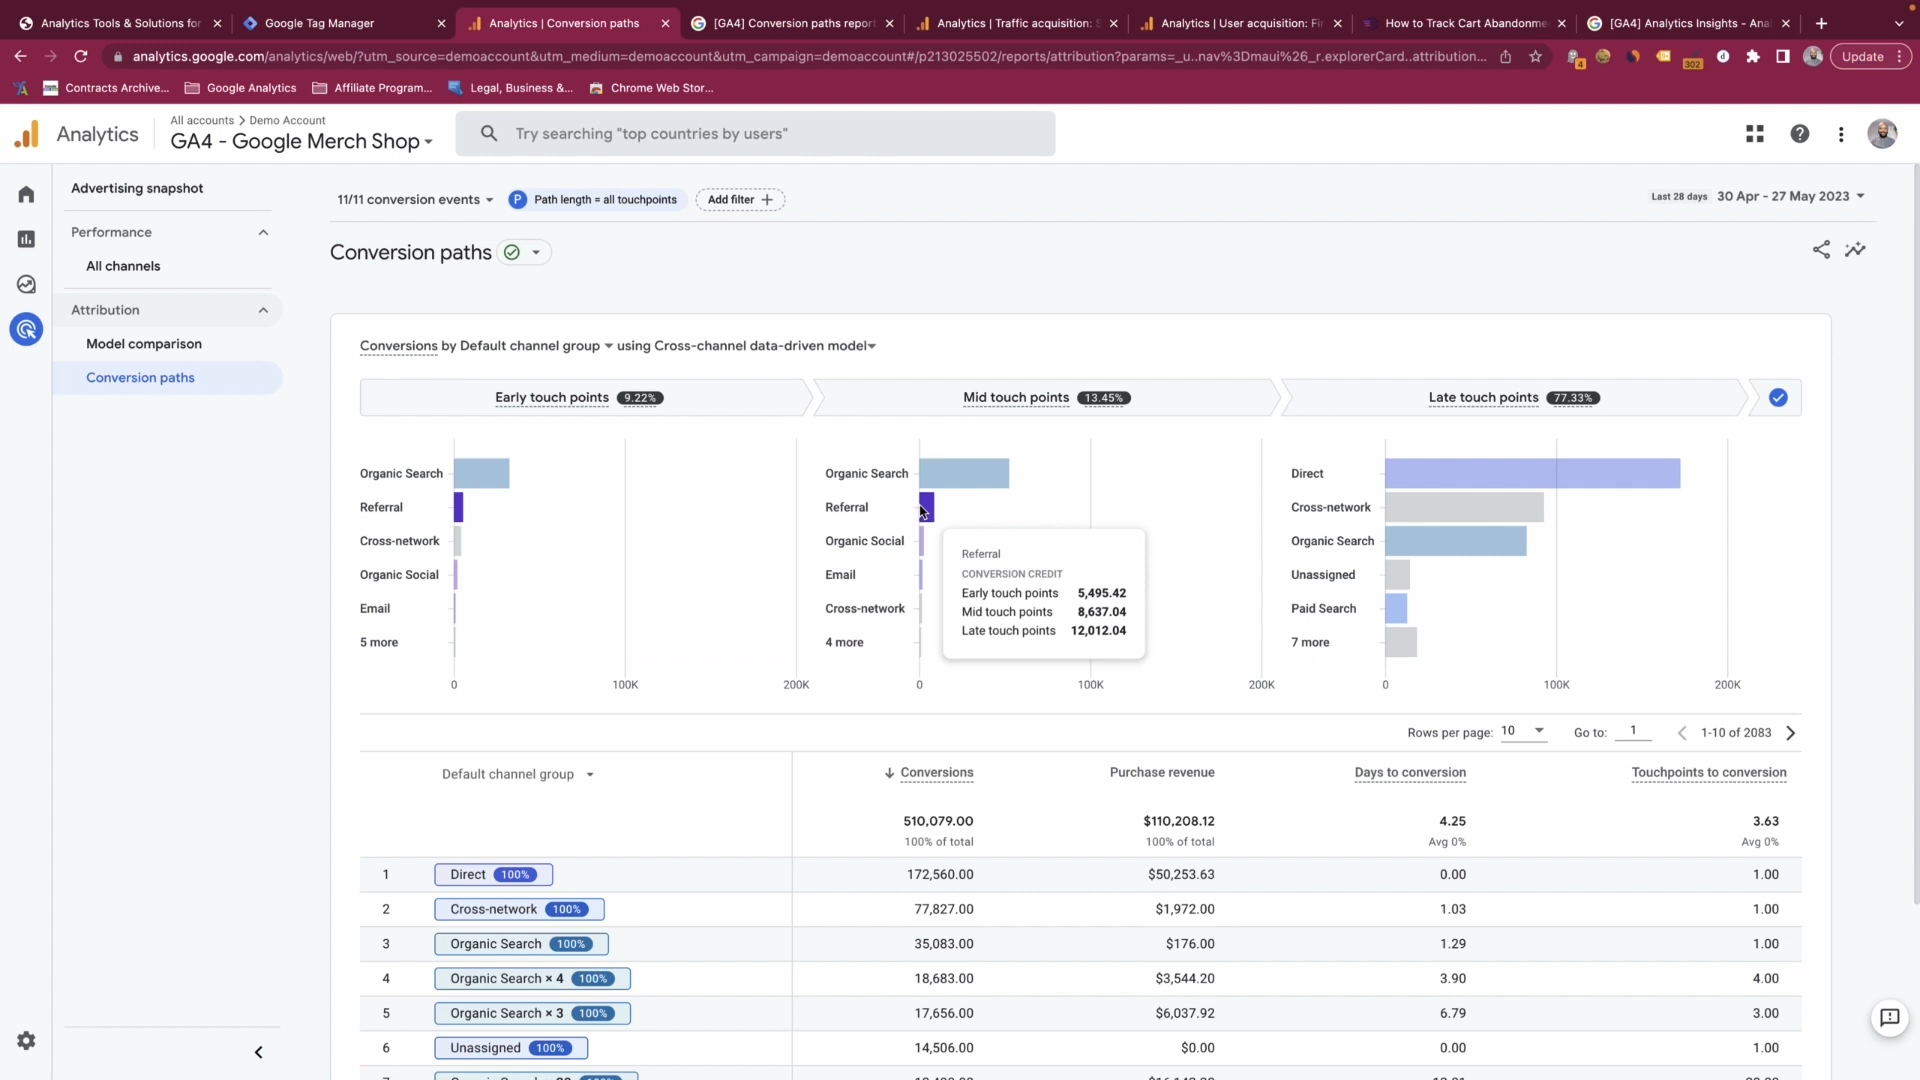 Analytics Tools & Solutions for
Google Tag Manager
Analytics | Conversion paths
[GA4] Conversion paths report
Analytics | Traffic acquisition: S
Analytics | User acquisition: Fir
How to Track Cart Abandonme
[GA4] Analytics Insights - Anal
analytics.google.com/analytics/web/?utm_source=demoaccount&utm_medium=demoaccount&utm_campaign=demoaccount#/p213025502/reports/attribution?params=_u..nav%3Dmaui%26_r.explorerCard..attribution...
4
302
Update
Contracts Archive...
Google Analytics
Affiliate Program...
Legal, Business &...
Chrome Web Stor...
Analytics
All accounts > Demo Account
GA4 - Google Merch Shop
Try searching "top countries by users"
Advertising snapshot
Performance
All channels
Attribution
Model comparison
Conversion paths
11/11 conversion events
P Path length = all touchpoints
Add filter +
Last 28 days 30 Apr - 27 May 2023
Conversion paths
Conversions by Default channel group using Cross-channel data-driven model
Early touch points 9.22%
Mid touch points 13.45%
Late touch points 77.33%
Organic Search
Referral
Cross-network
Organic Social
Email
5 more
0 100K 200K
Organic Search
Referral
Organic Social
Email
Cross-network
4 more
0 100K 200K
Referral
CONVERSION CREDIT
Early touch points 5,495.42
Mid touch points 8,637.04
Late touch points 12,012.04
Direct
Cross-network
Organic Search
Unassigned
Paid Search
7 more
0 100K 200K
Rows per page: 10 Go to: 1 1-10 of 2083
Default channel group Conversions Purchase revenue Days to conversion Touchpoints to conversion
510,079.00 $110,208.12 4.25 3.63
100% of total 100% of total Avg 0% Avg 0%
1 Direct 100% 172,560.00 $50,253.63 0.00 1.00
2 Cross-network 100% 77,827.00 $1,972.00 1.03 1.00
3 Organic Search 100% 35,083.00 $176.00 1.29 1.00
4 Organic Search × 4 100% 18,683.00 $3,544.20 3.90 4.00
5 Organic Search × 3 100% 17,656.00 $6,037.92 6.79 3.00
6 Unassigned 100% 14,506.00 $0.00 0.00 1.00